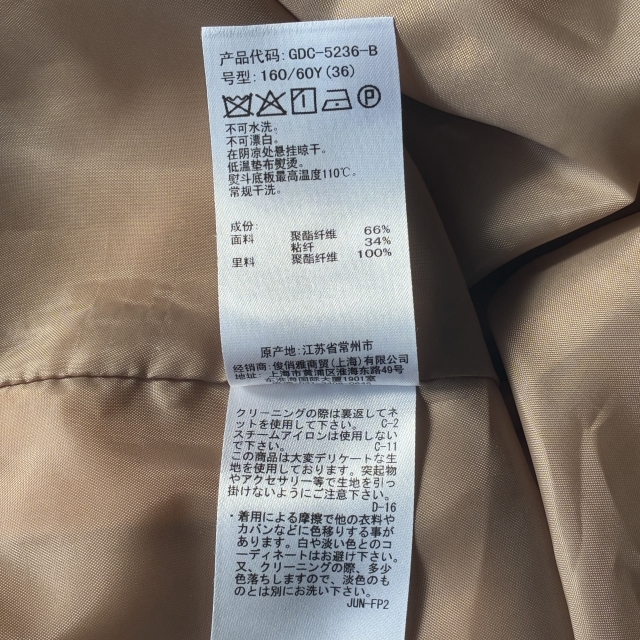 产品代码: GDC-5236-B
号型: 160/60Y(36)
不可水洗。
不可漂白。
在阴凉处悬挂晾干。
低温垫布熨烫。
熨斗底板最高温度110℃。
常规干洗。
成份:
面料 聚酯纤维 66%
粘纤 34%
里料 聚酯纤维 100%
原产地: 江苏省常州市
经销商: 俊俏雅商贸(上海)有限公司
地址: 上海市黄浦区淮海东路49号
国际大厦1901室
クリーニングの際は裏返してネ
ットを使用して下さい。 C-2
スチームアイロンは使用しない
で下さい。 C-11
この商品は大変デリケートな生
地を使用しております。突起物
やアクセサリー等で生地を引っ
掛けないようにご注意下さい。
D-16
・着用による摩擦で他の衣料や
カバンなどに色移りする事が
あります。白や淡い色とのコ
ーディネートはお避け下さい。
又、クリーニングの際、多少
色落ちしますので、淡色のも
のとは別にお洗い下さい。
JUN-FP2